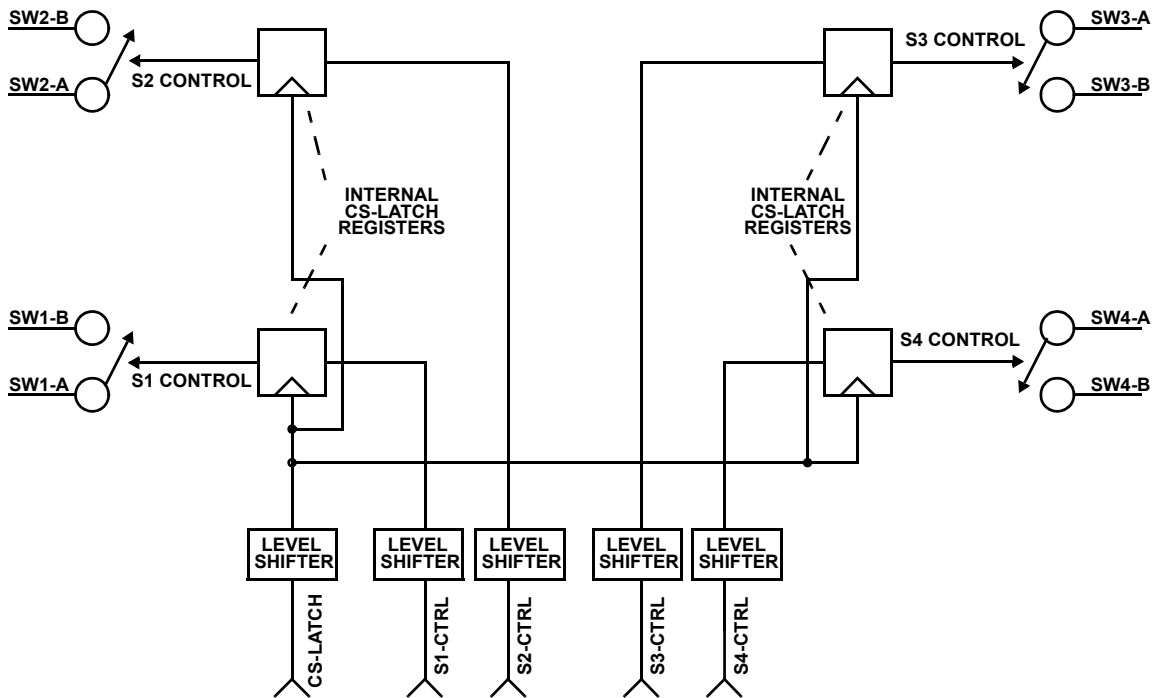 SW2-B
SW2-A
S2 CONTROL
S3 CONTROL
SW3-A
SW3-B
INTERNAL
CS-LATCH
REGISTERS
INTERNAL
CS-LATCH
REGISTERS
SW1-B
SW1-A
S1 CONTROL
S4 CONTROL
SW4-A
SW4-B
LEVEL
SHIFTER
LEVEL
SHIFTER
LEVEL
SHIFTER
LEVEL
SHIFTER
LEVEL
SHIFTER
CS-LATCH
S1-CTRL
S2-CTRL
S3-CTRL
S4-CTRL